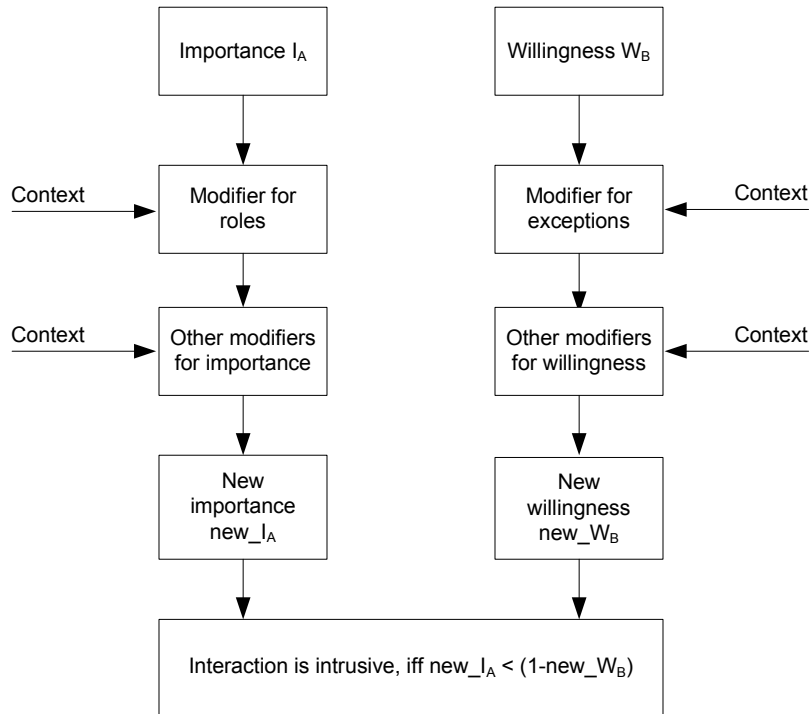 Importance I_A
Willingness W_B
Context
Modifier for
roles
Modifier for
exceptions
Context
Context
Other modifiers
for importance
Other modifiers
for willingness
Context
New
importance
new_I_A
New
willingness
new_W_B
Interaction is intrusive, iff new_I_A < (1-new_W_B)